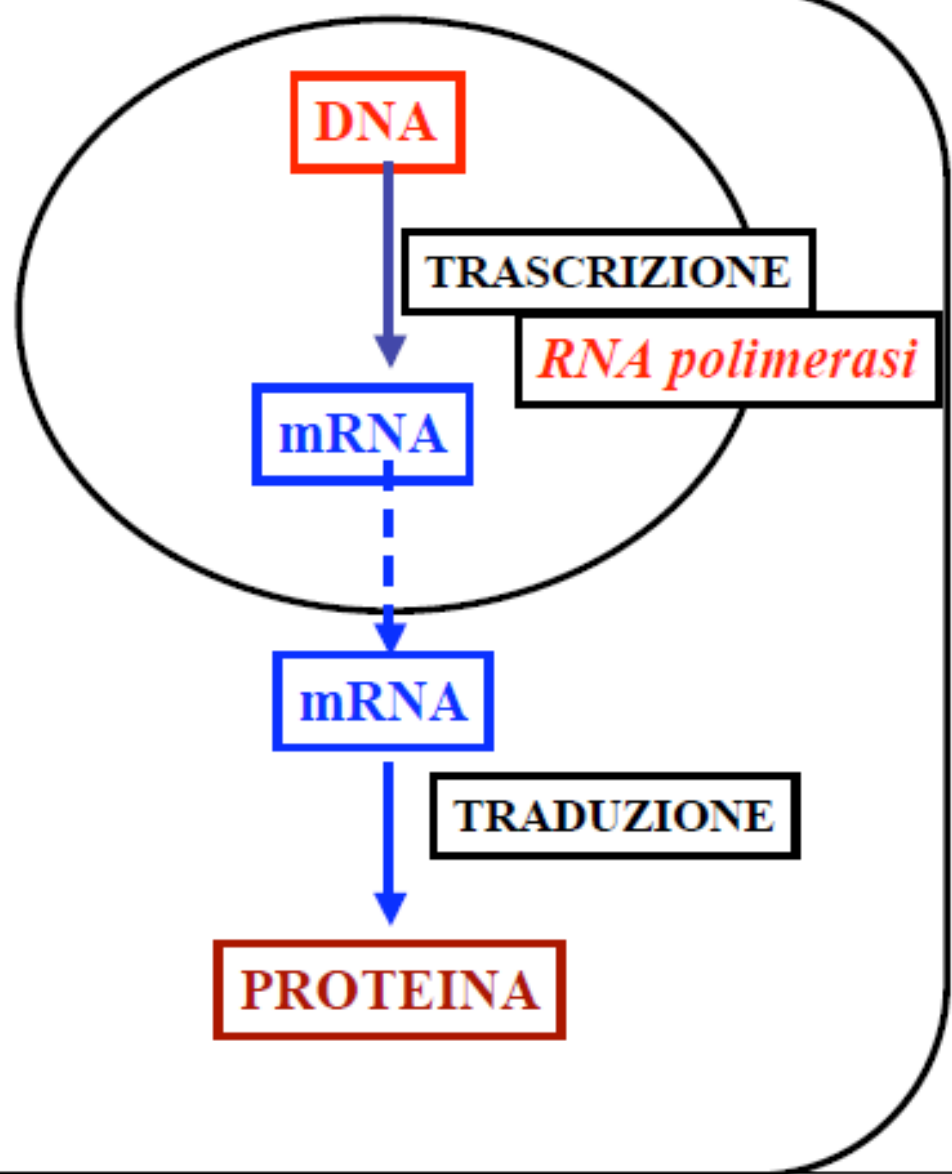 DNA
TRASCRIZIONE
RNA polimerasi
mRNA
mRNA
TRADUZIONE
PROTEINA